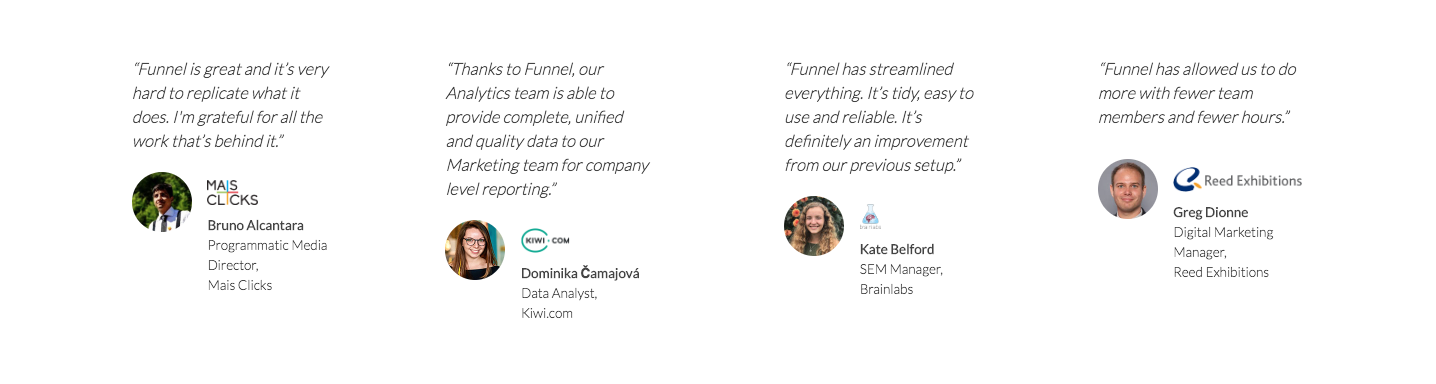 “Funnel is great and it’s very
hard to replicate what it
does. I'm grateful for all the
work that’s behind it.”
MAIS
CLICKS
Bruno Alcantara
Programmatic Media
Director,
Mais Clicks
“Thanks to Funnel, our
Analytics team is able to
provide complete, unified
and quality data to our
Marketing team for company
level reporting.”
KIWI.COM
Dominika Čamajová
Data Analyst,
Kiwi.com
“Funnel has streamlined
everything. It’s tidy, easy to
use and reliable. It’s
definitely an improvement
from our previous setup.”
Kate Belford
SEM Manager,
Brainlabs
“Funnel has allowed us to do
more with fewer team
members and fewer hours.”
Reed Exhibitions
Greg Dionne
Digital Marketing
Manager,
Reed Exhibitions